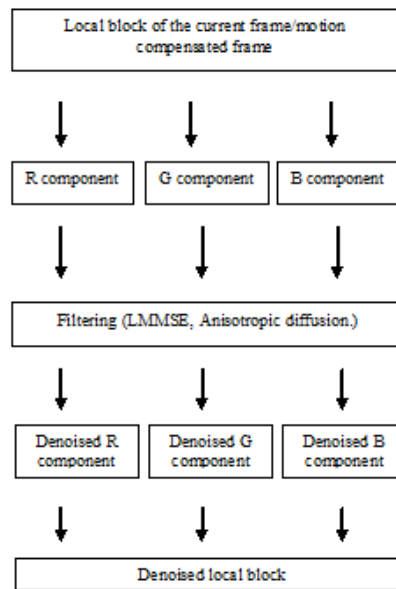 Local block of the current frame/motion
compensated frame
R component
G component
B component
Filtering (LMMSE, Anisotropic diffusion.)
Denoised R
component
Denoised G
component
Denoised B
component
Denoised local block